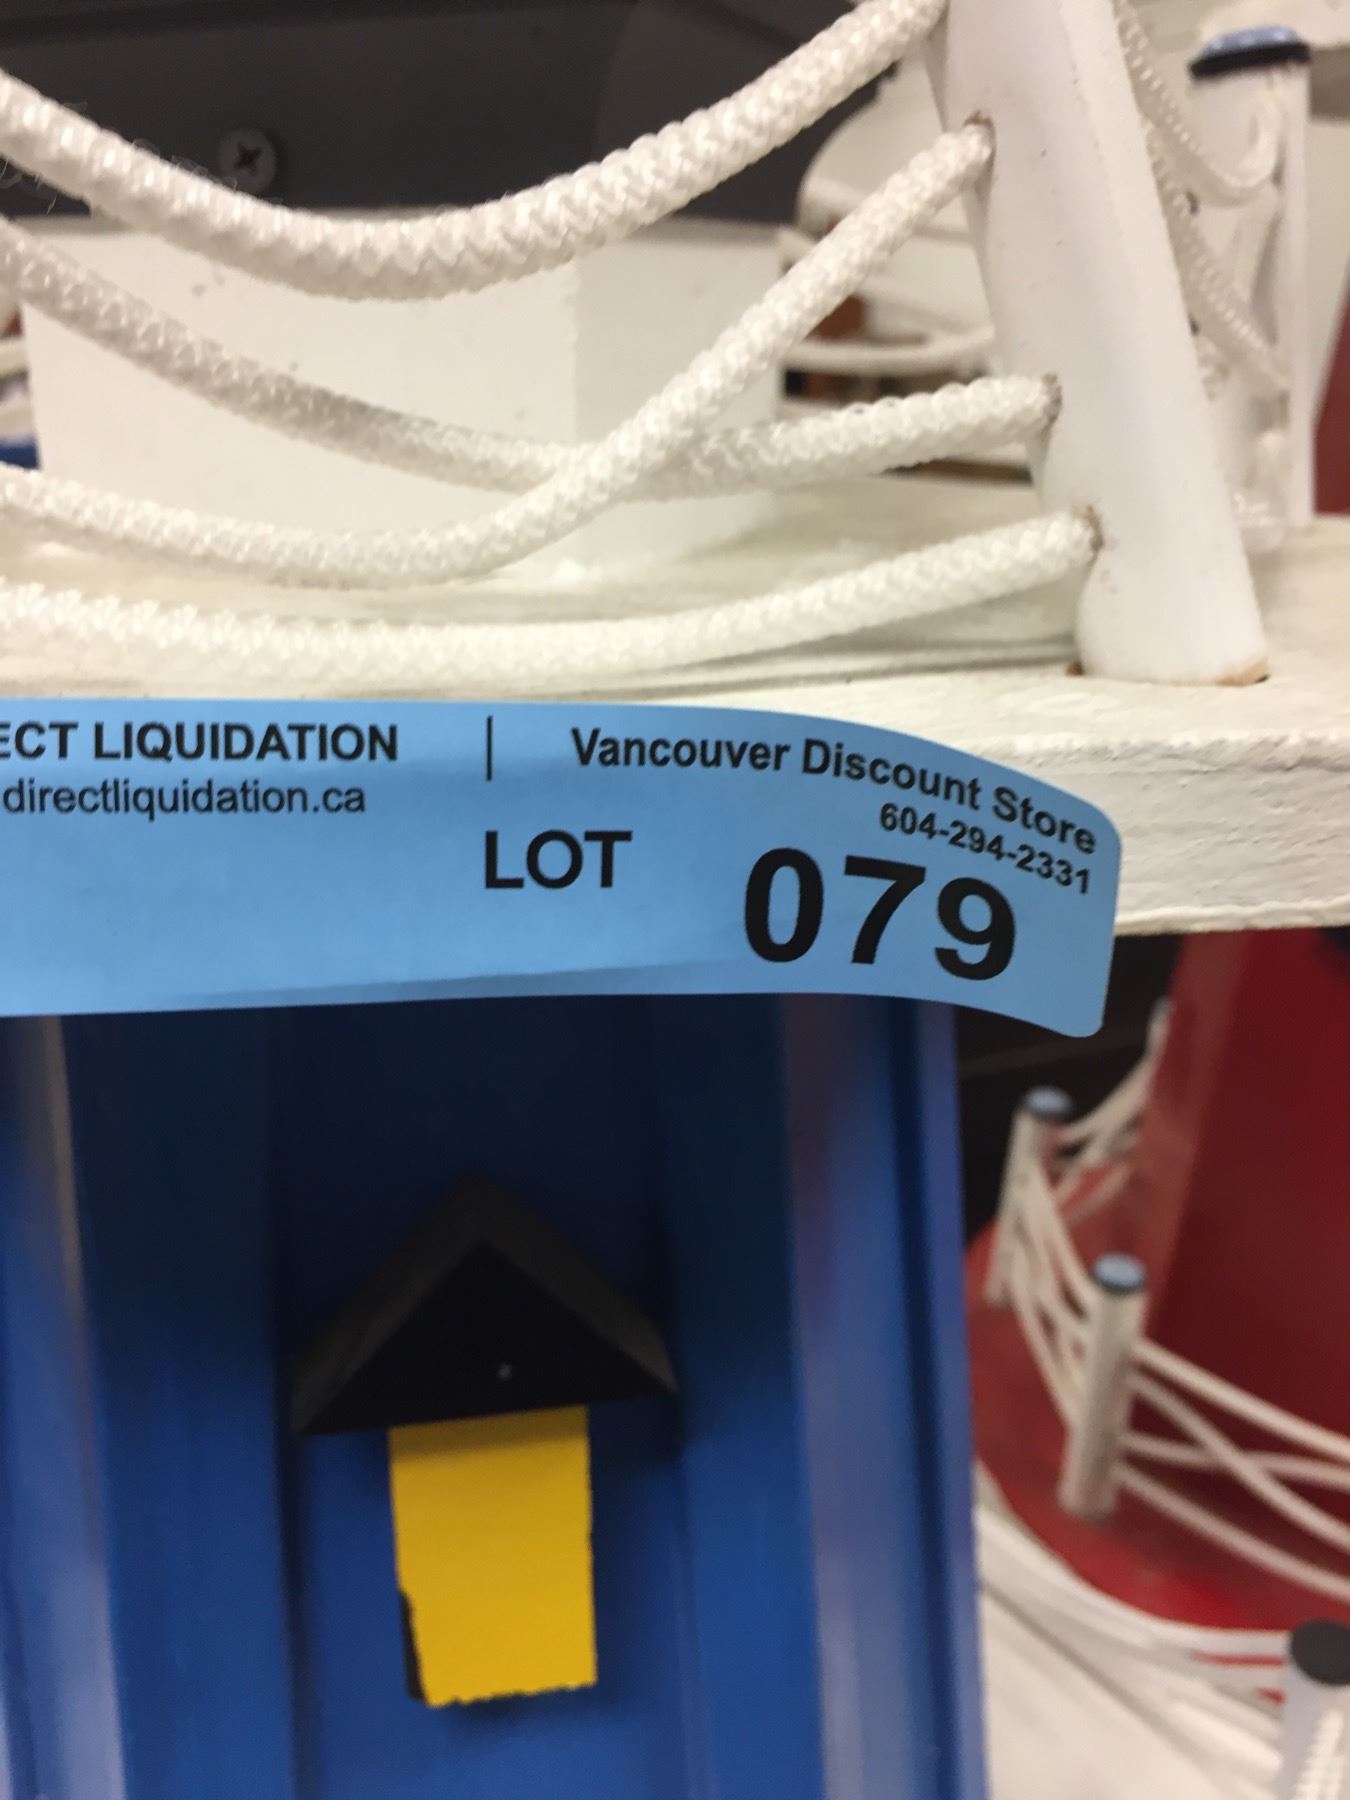 ECT LIQUIDATION | Vancouver Discount Store
directliquidation.ca 604-294-2331
LOT 079